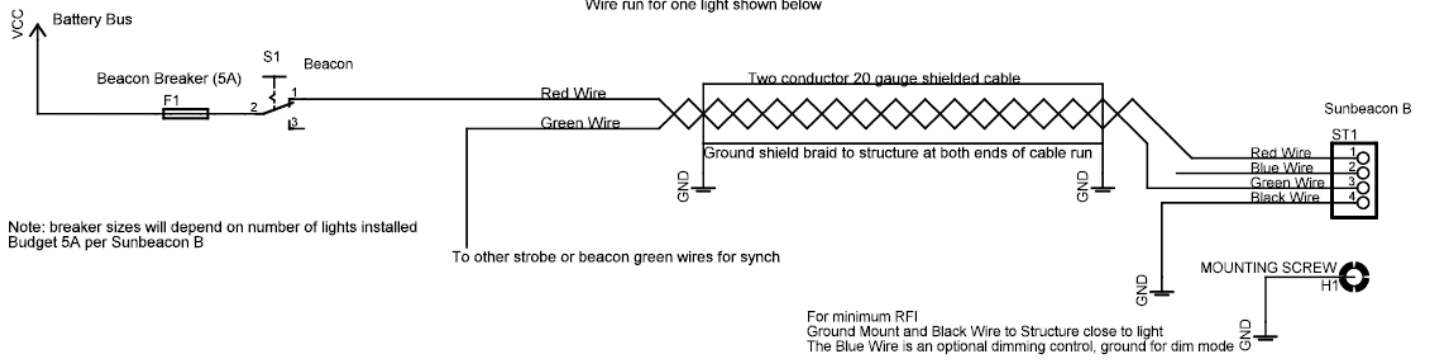 Wire run for one light shown below
VCC
Battery Bus
S1
Beacon
Beacon Breaker (5A)
F1
2
1
3
Red Wire
Green Wire
Two conductor 20 gauge shielded cable
Ground shield braid to structure at both ends of cable run
GND
GND
Sunbeacon B
ST1
Red Wire 1
Blue Wire 2
Green Wire 3
Black Wire 4
GND
Note: breaker sizes will depend on number of lights installed
Budget 5A per Sunbeacon B
To other strobe or beacon green wires for synch
MOUNTING SCREW
H1
GND
For minimum RFI
Ground Mount and Black Wire to Structure close to light
The Blue Wire is an optional dimming control, ground for dim mode